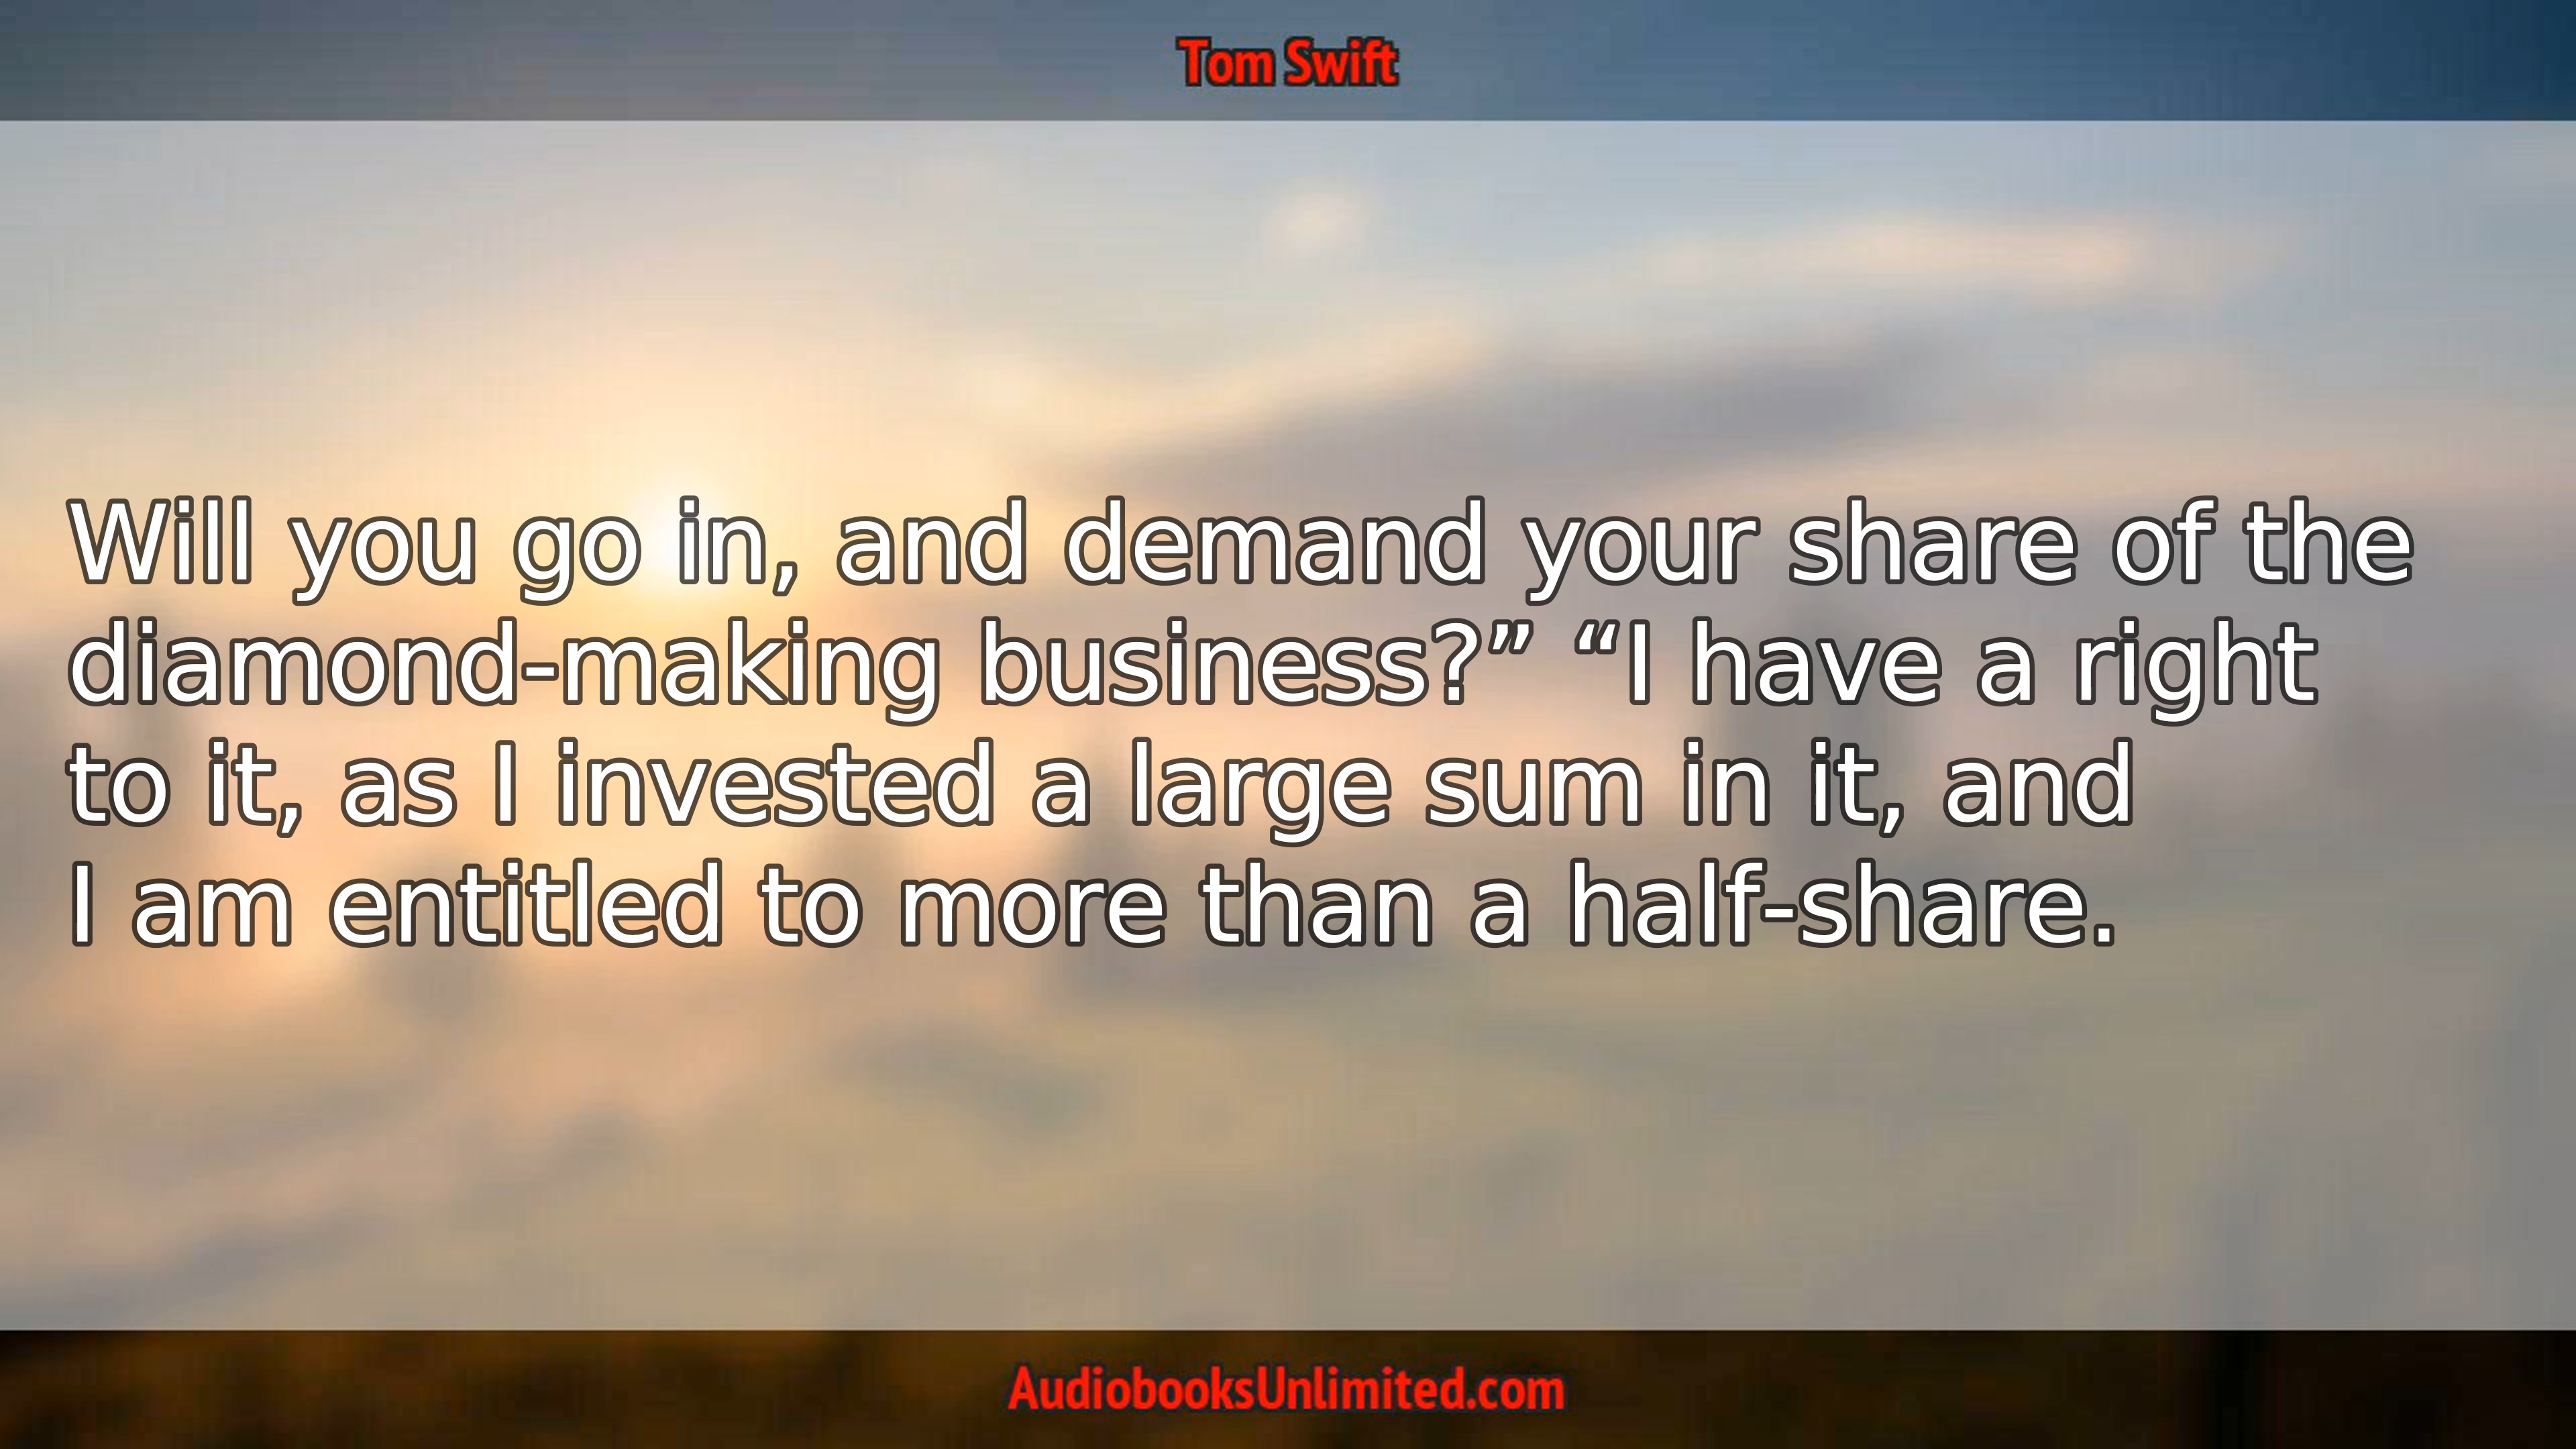 Tom Swift
Will you go in, and demand your share of the
diamond-making business?” “I have a right
to it, as I invested a large sum in it, and
I am entitled to more than a half-share.
AudiobooksUnlimited.com